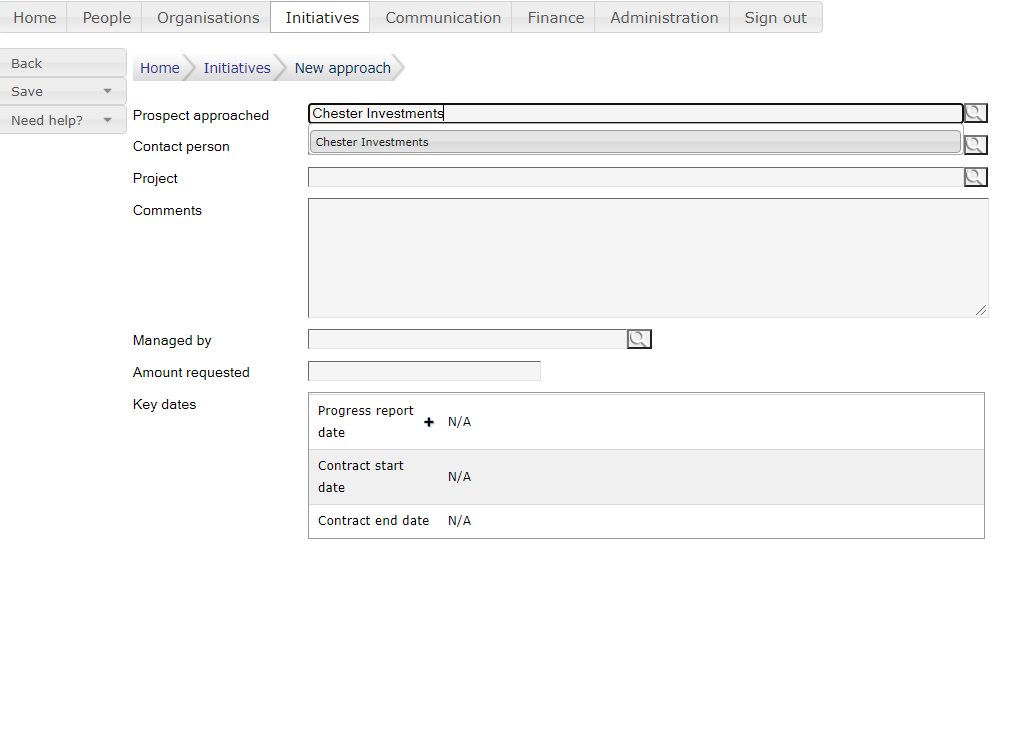 Home People Organisations Initiatives Communication Finance Administration Sign out
Back
Save
Need help?
Home Initiatives New approach
Prospect approached Chester Investments
Chester Investments
Contact person
Project
Comments
Managed by
Amount requested
Key dates
Progress report
date
N/A
Contract start
date
N/A
Contract end date N/A